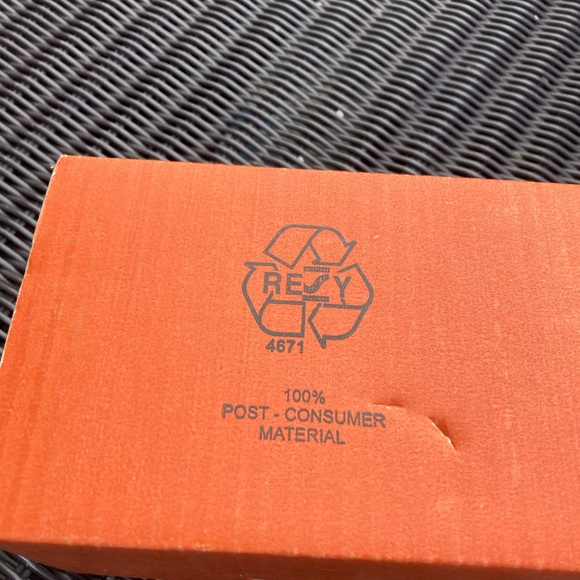 RESY
4671
100%
POST - CONSUMER
MATERIAL